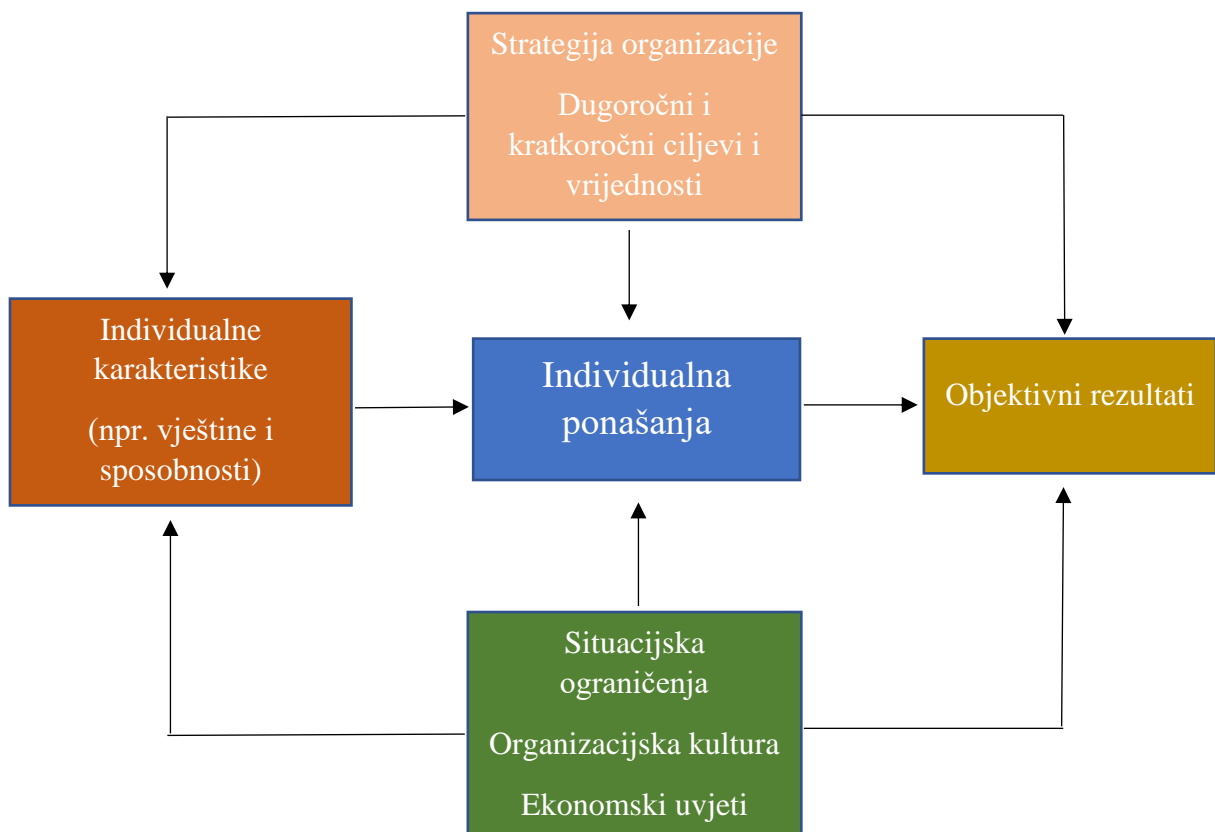 Strategija organizacije
Dugoročni i
kratkoročni ciljevi i
vrijednosti
Individualne
karakteristike
(npr. vještine i
sposobnosti)
Individualna
ponašanja
Objektivni rezultati
Situacijska
ograničenja
Organizacijska kultura
Ekonomski uvjeti